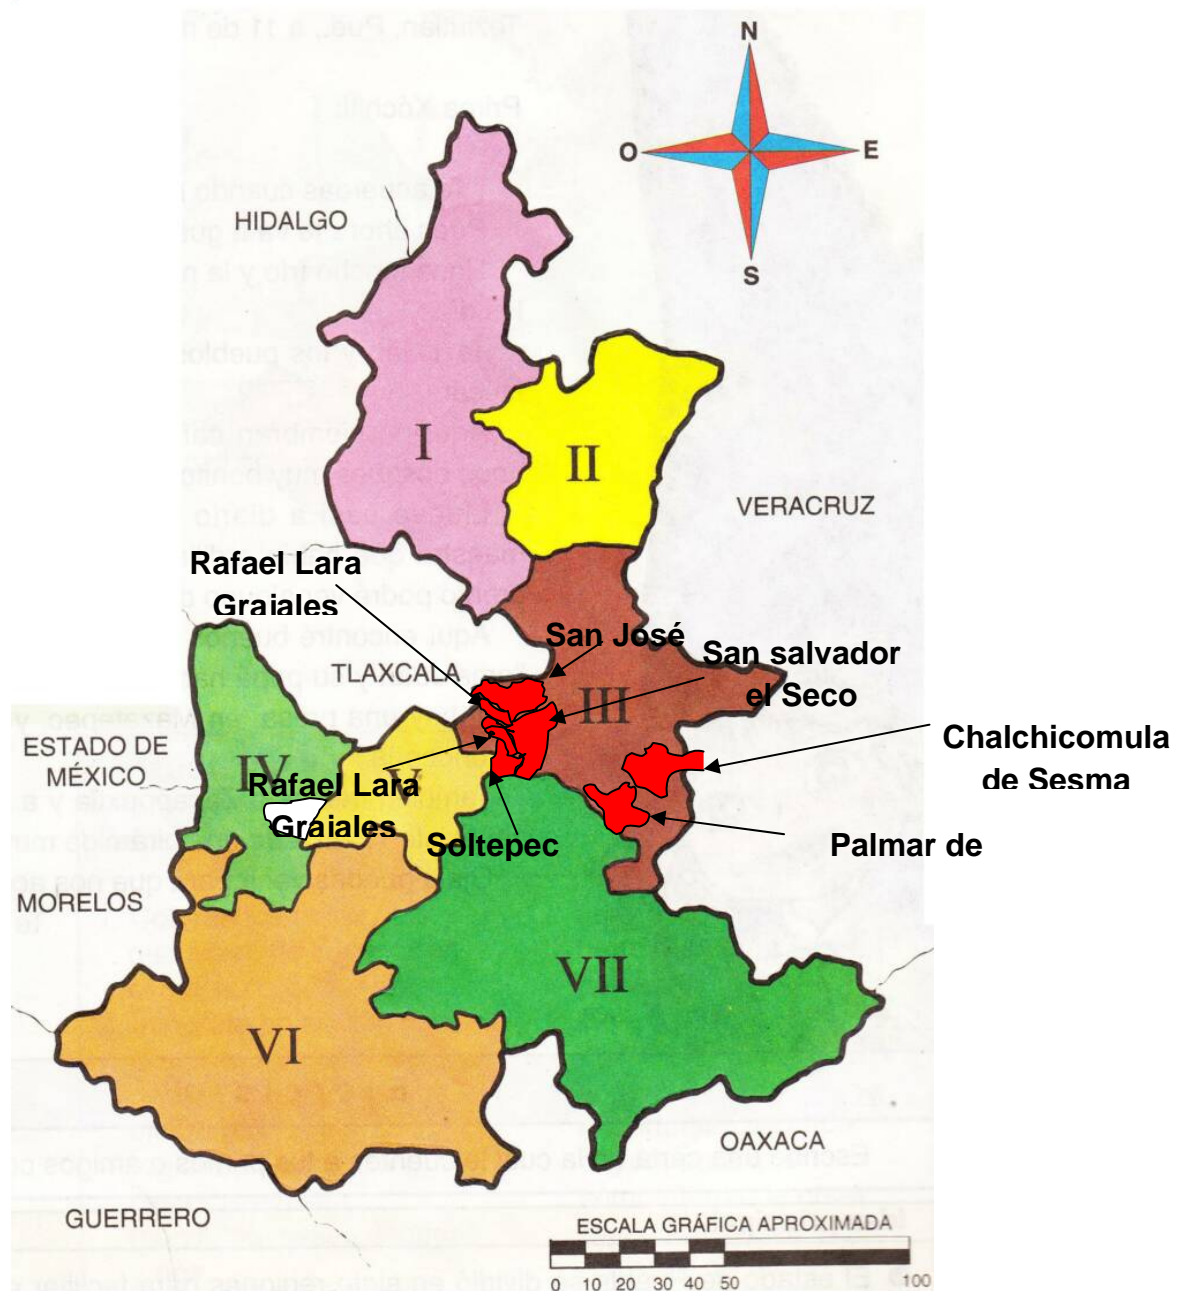 N
O
E
S
HIDALGO
I
II
VERACRUZ
Rafael Lara
Graiales
San José
TLAXCALA
San salvador
el Seco
III
Chalchicomula
de Sesma
ESTADO DE
MÉXICO
IV
V
Rafael Lara
Graiales
Soltepec
Palmar de
MORELOS
VII
VI
OAXACA
GUERRERO
ESCALA GRÁFICA APROXIMADA
0 10 20 30 40 50 100